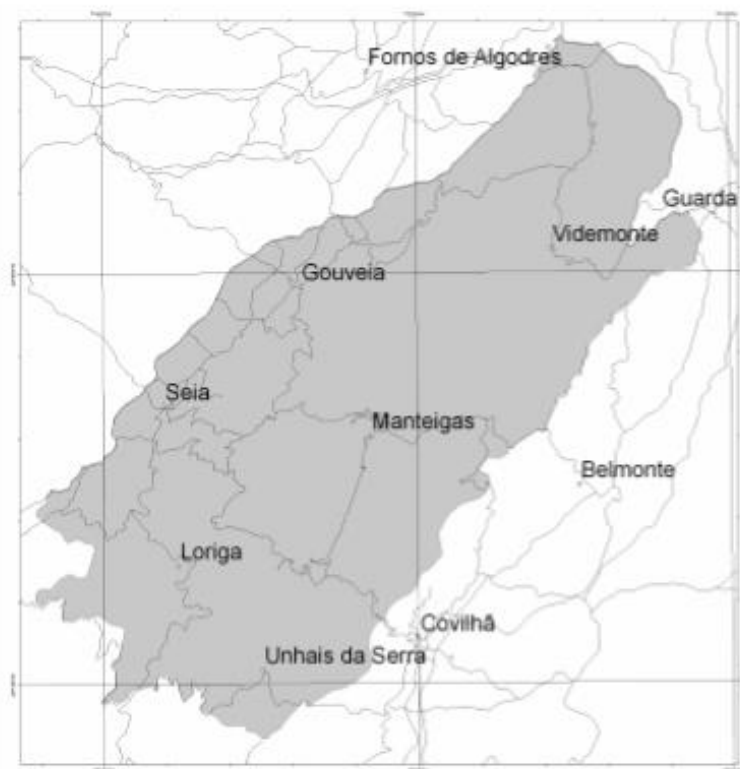 Fornos de Algodres
Guarda
Videmonte
Gouveia
Seia
Manteigas
Belmonte
Loriga
Covilhã
Unhais da Serra